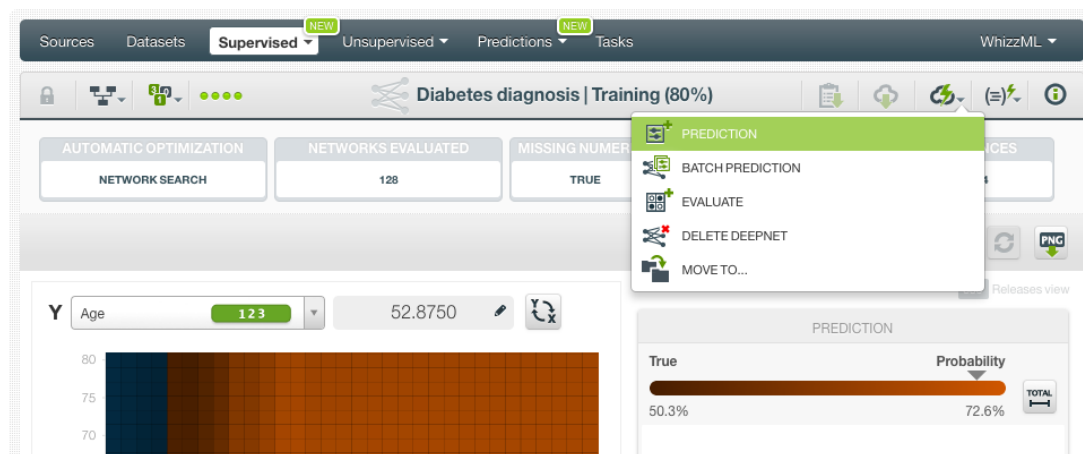 NEW NEW
Sources Datasets Supervised Unsupervised Predictions Tasks WhizzML
Diabetes diagnosis | Training (80%)
PREDICTION
BATCH PREDICTION
EVALUATE
DELETE DEEPNET
MOVE TO...
AUTOMATIC OPTIMIZATION NETWORKS EVALUATED MISSING NUMER
NETWORK SEARCH 128 TRUE
PNG
Releases view
Y Age 123 52.8750 Y X
PREDICTION
True Probability
50.3% 72.6%
TOTAL
80
75
70